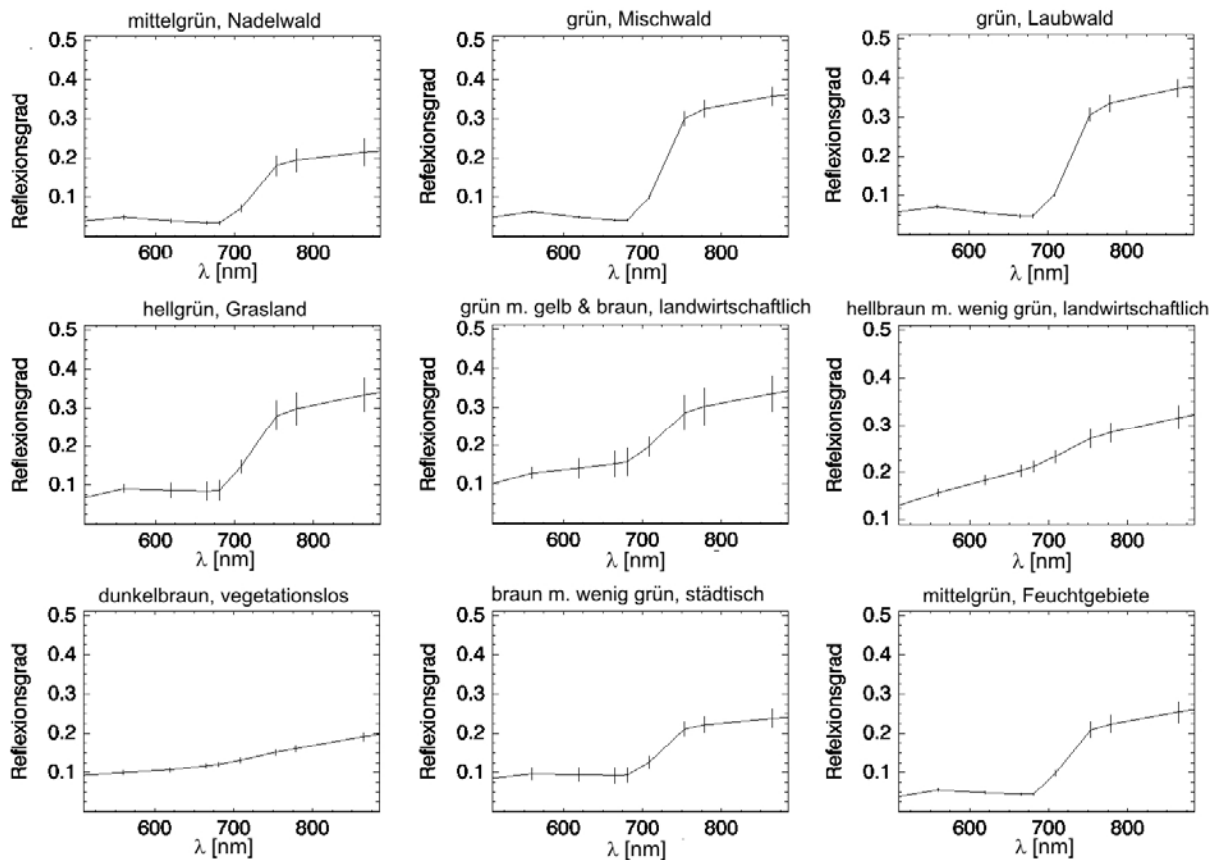 mittelgrün, Nadelwald
Reflexionsgrad
0.5
0.4
0.3
0.2
0.1
600
700
800
λ [nm]
grün, Mischwald
Refelxionsgrad
0.5
0.4
0.3
0.2
0.1
600
700
800
λ [nm]
grün, Laubwald
Reflexionsgrad
0.5
0.4
0.3
0.2
0.1
600
700
800
λ [nm]
hellgrün, Grasland
Reflexionsgrad
0.5
0.4
0.3
0.2
0.1
600
700
800
λ [nm]
grün m. gelb & braun, landwirtschaftlich
Reflexionsgrad
0.5
0.4
0.3
0.2
0.1
600
700
800
λ [nm]
hellbraun m. wenig grün, landwirtschaftlich
Refelxionsgrad
0.5
0.4
0.3
0.2
0.1
600
700
800
λ [nm]
dunkelbraun, vegetationslos
Reflexionsgrad
0.5
0.4
0.3
0.2
0.1
600
700
800
λ [nm]
braun m. wenig grün, städtisch
Reflexionsgrad
0.5
0.4
0.3
0.2
0.1
600
700
800
λ [nm]
mittelgrün, Feuchtgebiete
Refelxionsgrad
0.5
0.4
0.3
0.2
0.1
600
700
800
λ [nm]